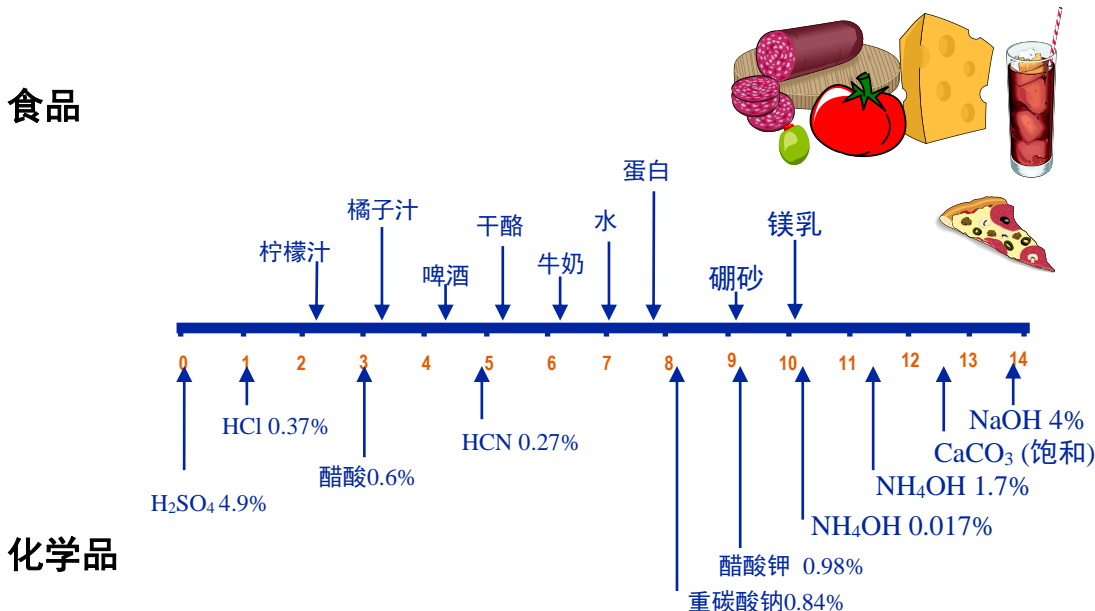 食品
蛋白
橘子汁
水
镁乳
干酪
柠檬汁
牛奶
啤酒
硼砂
0 1 2 3 4 5 6 7 8 9 10 11 12 13 14
NaOH 4%
HCl 0.37%
HCN 0.27%
CaCO₃ (饱和)
醋酸0.6%
NH₄OH 1.7%
H₂SO₄ 4.9%
NH₄OH 0.017%
化学品
醋酸钾 0.98%
重碳酸钠0.84%